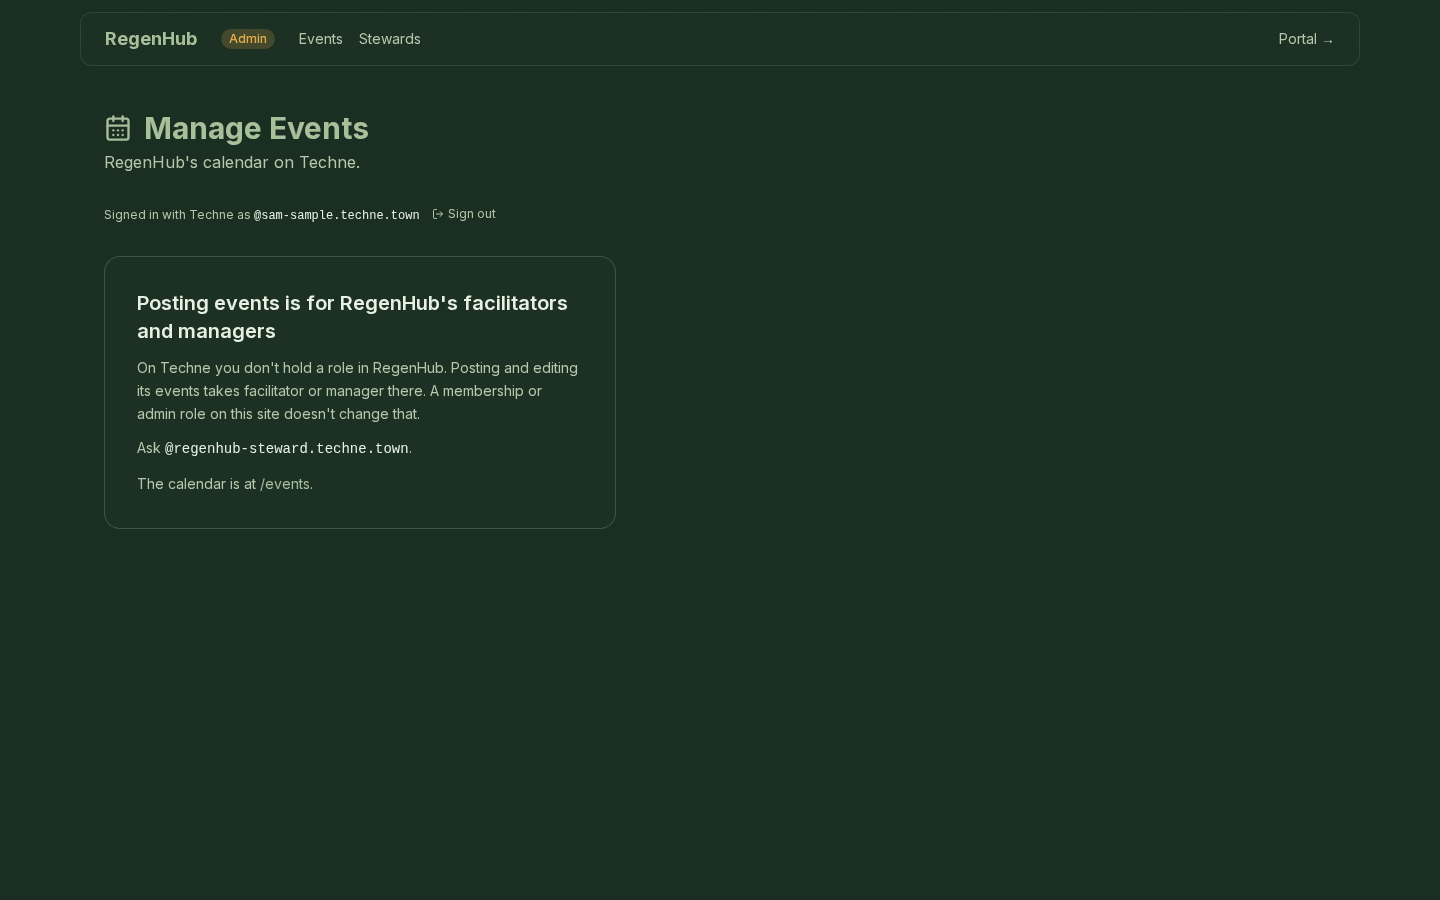 RegenHub Admin Events Stewards Portal →
Manage Events
RegenHub's calendar on Techne.
Signed in with Techne as @sam-sample.techne.town Sign out
Posting events is for RegenHub's facilitators
and managers
On Techne you don't hold a role in RegenHub. Posting and editing
its events takes facilitator or manager there. A membership or
admin role on this site doesn't change that.
Ask @regenhub-steward.techne.town.
The calendar is at /events.